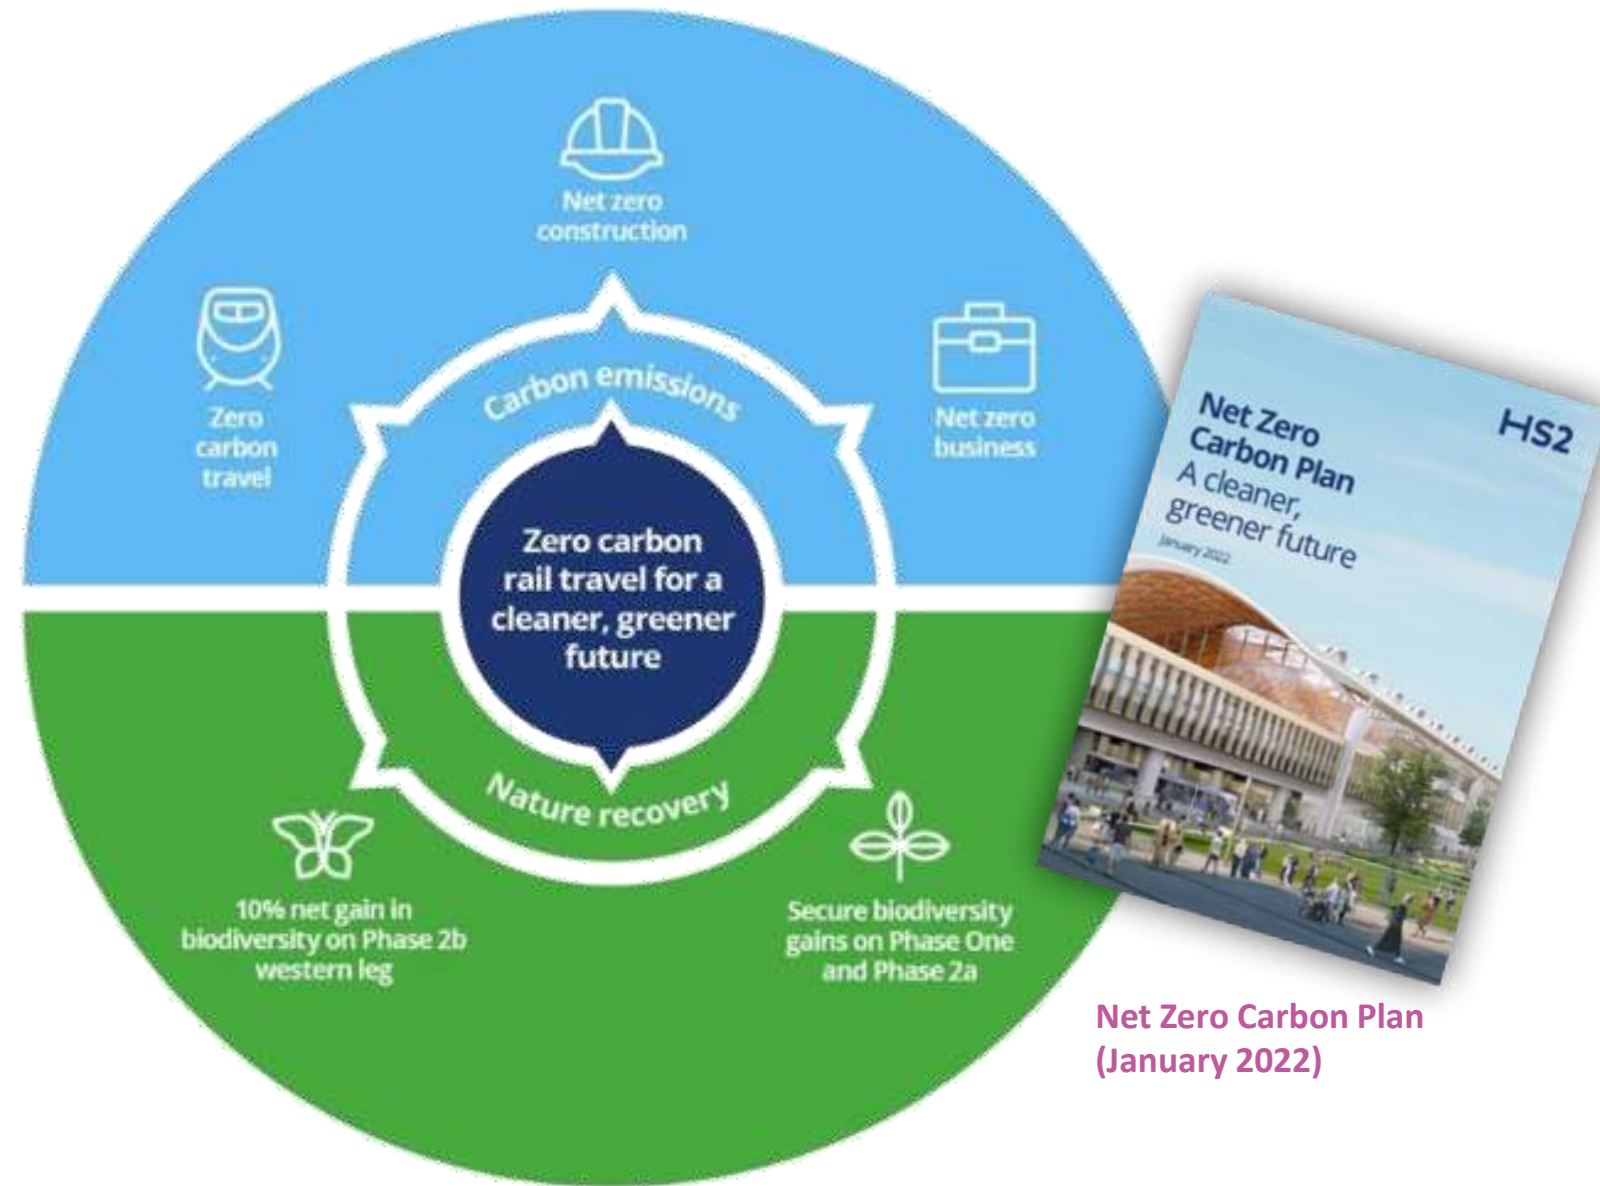 Net zero
construction
Zero
carbon
travel
Net zero
business
Carbon emissions
Zero carbon
rail travel for a
cleaner, greener
future
Nature recovery
10% net gain in
biodiversity on Phase 2b
western leg
Secure biodiversity
gains on Phase One
and Phase 2a
HS2
Net Zero
Carbon Plan
A cleaner,
greener future
January 2022
Net Zero Carbon Plan
(January 2022)